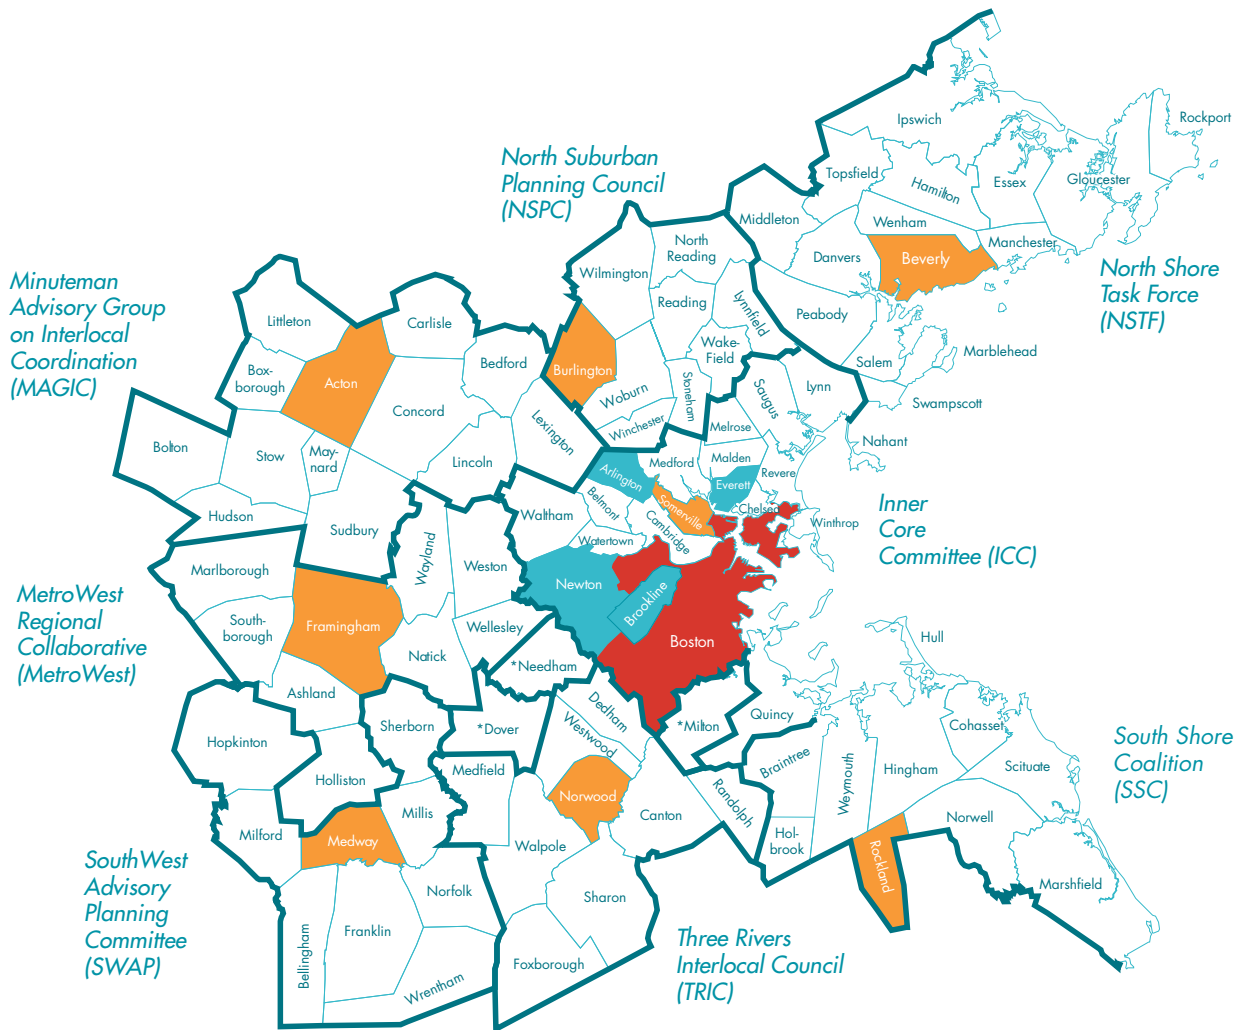 Ipswich
Rockport
North Suburban
Planning Council
(NSPC)
Topsfield
Hamilton
Essex
Gloucester
Middleton
Wenham
Manchester
North
Reading
Danvers
Beverly
Wilmington
North Shore
Task Force
(NSTF)
Minuteman
Advisory Group
on Interlocal
Coordination
(MAGIC)
Reading
Lynnfield
Peabody
Littleton
Carlisle
Wake-
Field
Marblehead
Bedford
Salem
Box-
borough
Acton
Burlington
Woburn
Stoneham
Saugus
Lynn
Swampscott
Concord
Lexington
Winchester
Melrose
Nahant
Bolton
Stow
May-
nard
Lincoln
Medford
Malden
Arlington
Everett
Revere
Hudson
Sudbury
Waltham
Belmont
Somerville
Chelsea
Winthrop
Inner
Core
Committee (ICC)
Cambridge
Watertown
Wayland
Weston
Marlborough
Newton
Brookline
MetroWest
Regional
Collaborative
(MetroWest)
South-
borough
Framingham
Wellesley
Boston
Hull
Natick
*Needham
Ashland
Sherborn
*Dover
Dedham
Westwood
*Milton
Quincy
Cohasset
Hopkinton
South Shore
Coalition
(SSC)
Holliston
Medfield
Braintree
Weymouth
Hingham
Scituate
Norwood
Randolph
Millis
Canton
Norwell
Milford
Medway
Walpole
Hol-
brook
Rockland
SouthWest
Advisory
Planning
Committee
(SWAP)
Norfolk
Sharon
Marshfield
Franklin
Bellingham
Three Rivers
Interlocal Council
(TRIC)
Foxborough
Wrentham